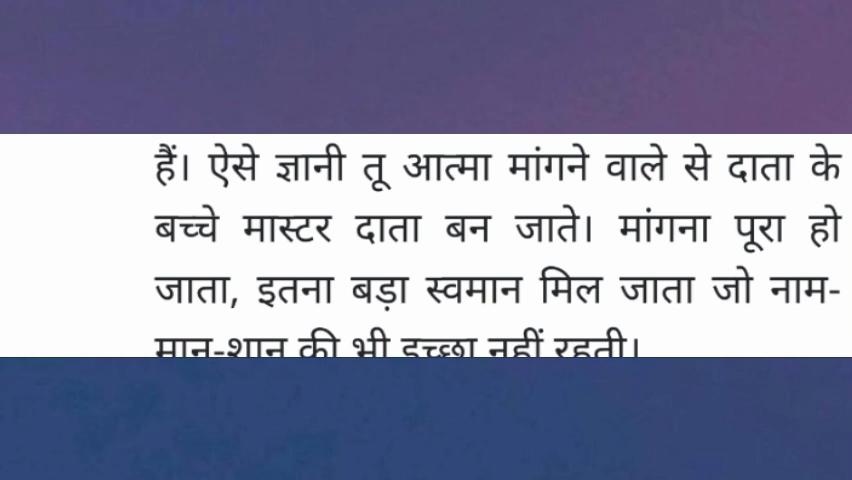 हैं। ऐसे ज्ञानी तू आत्मा मांगने वाले से दाता के
बच्चे मास्टर दाता बन जाते। मांगना पूरा हो
जाता, इतना बड़ा स्वमान मिल जाता जो नाम-
मान-शान की भी इच्छा नहीं रहती।